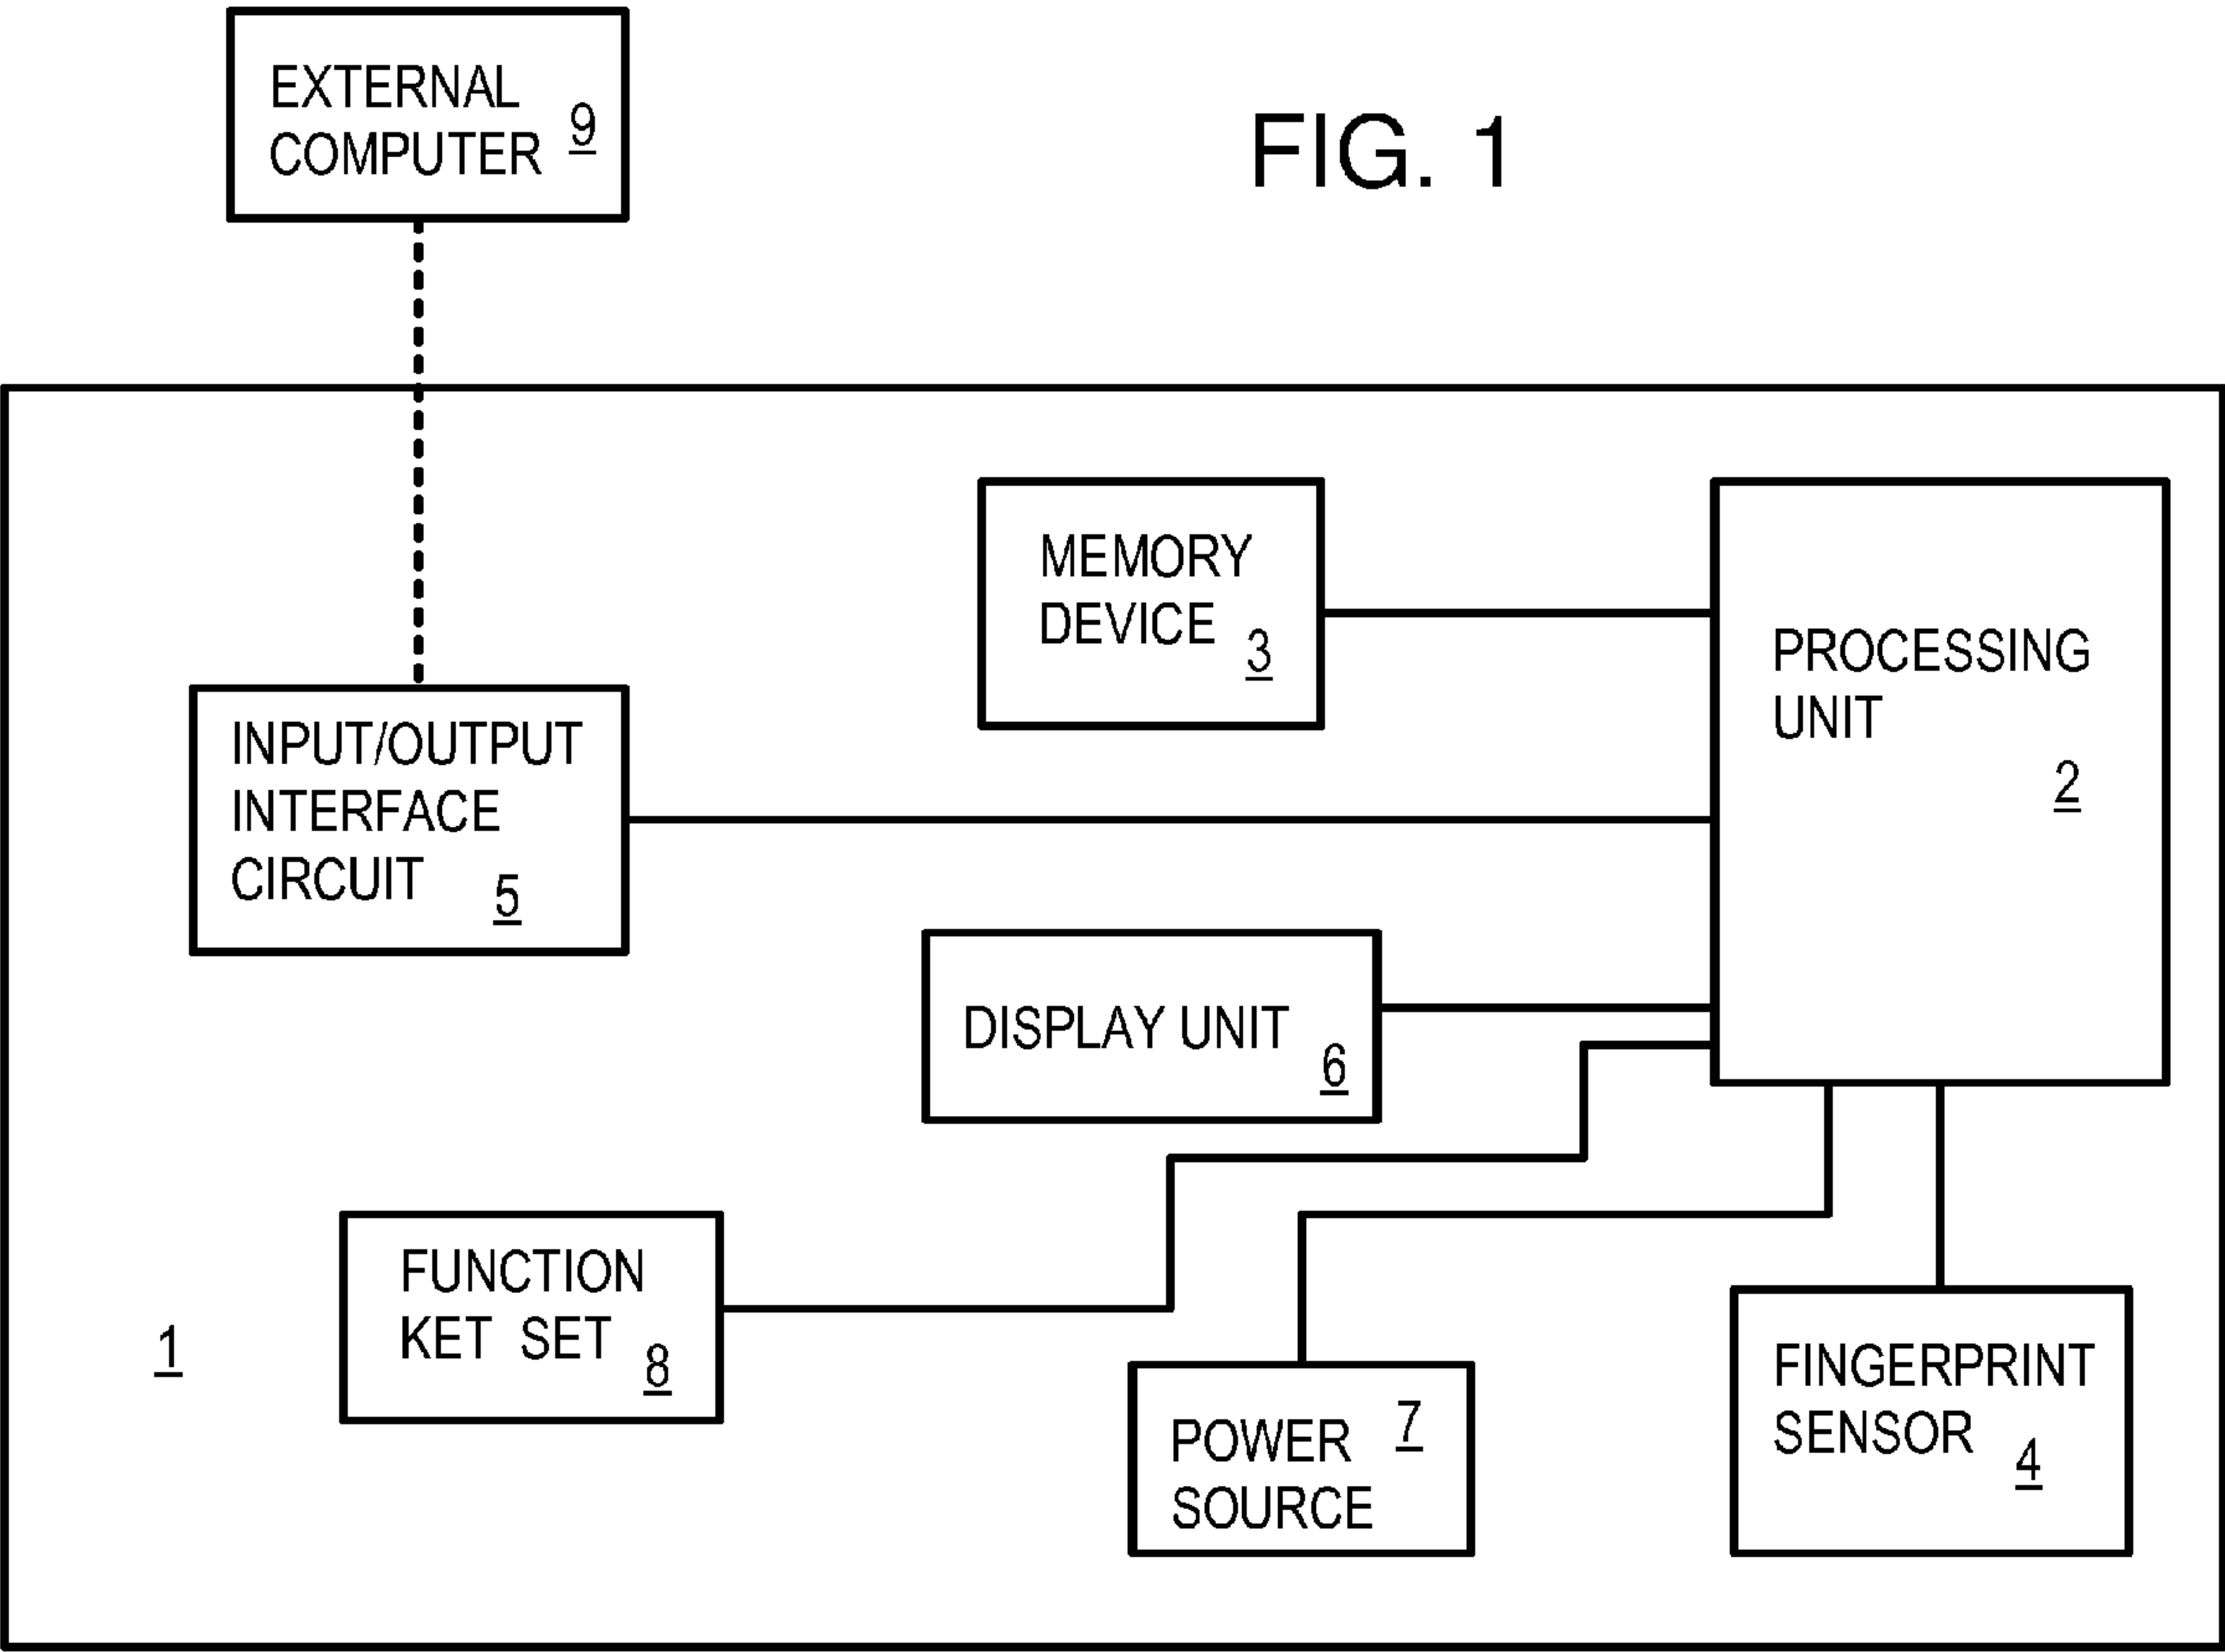 EXTERNAL
COMPUTER 9
FIG. 1
MEMORY
DEVICE 3
PROCESSING
UNIT
2
INPUT/OUTPUT
INTERFACE
CIRCUIT 5
DISPLAY UNIT 6
FUNCTION
KET SET 8
1
POWER 7
SOURCE
FINGERPRINT
SENSOR 4